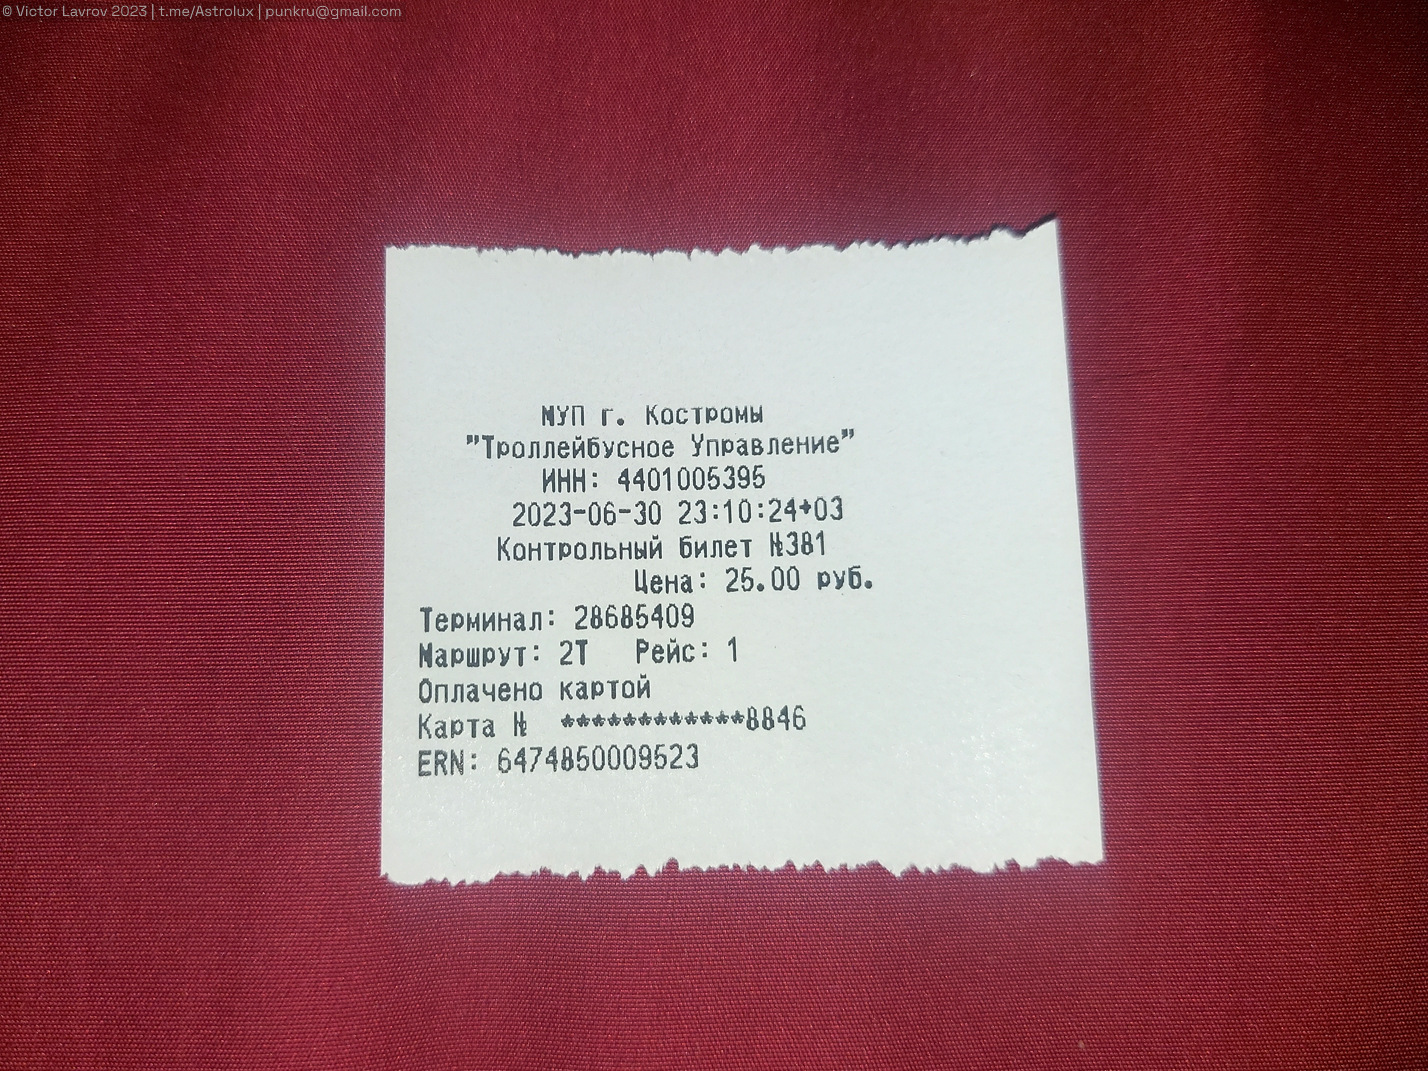 © Victor Lavrov 2023 | t.me/Astrolux | punkru@gmail.com
МУП г. Костромы
"Троллейбусное Управление"
ИНН: 4401005395
2023-06-30 23:10:24+03
Контрольный билет №381
Цена: 25.00 руб.
Терминал: 28685409
Маршрут: 2Т Рейс: 1
Оплачено картой
Карта № ************8846
ERN: 6474850009523